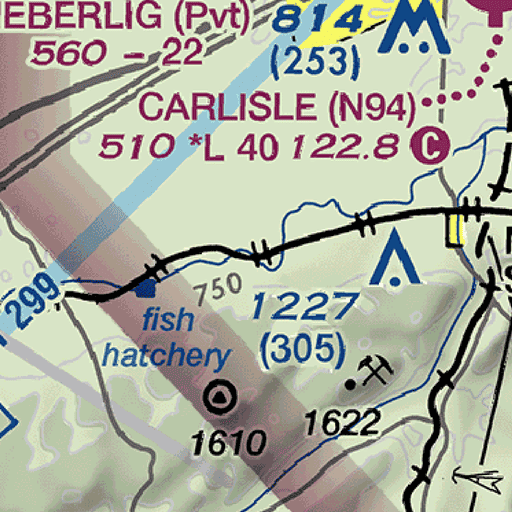 EBERLIG (Pvt)
560 - 22
814
(253)
CARLISLE (N94)
510 *L 40 122.8 C
299
750
fish
hatchery
1227
(305)
1610
1622